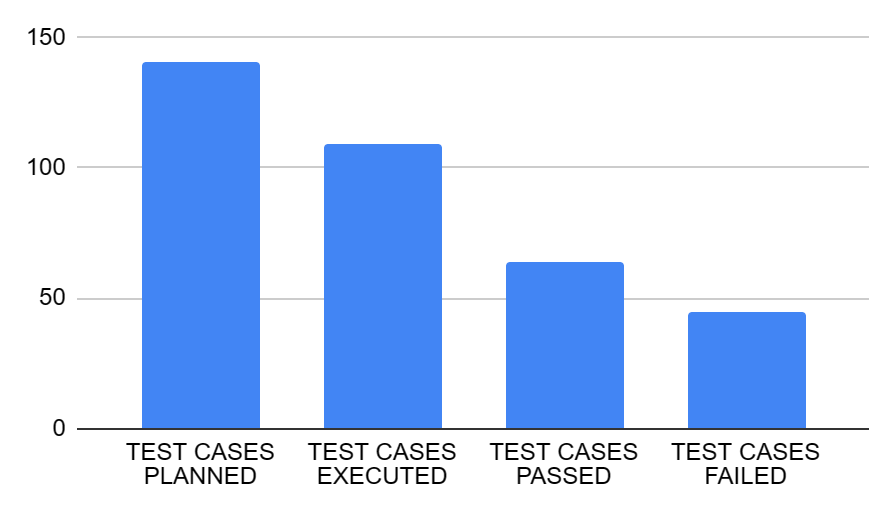 150
100
50
0
TEST CASES
PLANNED
TEST CASES
EXECUTED
TEST CASES
PASSED
TEST CASES
FAILED